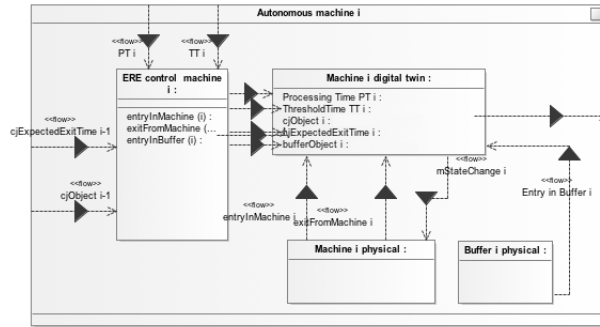 Autonomous machine i
<<flow>>
PT i
<<flow>>
TT i
ERE control machine
i :
entryInMachine (i) :
exitFromMachine (...
entryInBuffer (i) :
Machine i digital twin :
Processing Time PT i :
ThresholdTime TT i :
cjObject i :
cjExpectedExitTime i :
bufferObject i :
<<flow>>
cjExpectedExitTime i-1
<<flow>>
cjObject i-1
<<flow>>
entryInMachine i
<<flow>>
exitFromMachine i
mStateChange i
<<flow>>
Entry in Buffer i
Machine i physical :
Buffer i physical :